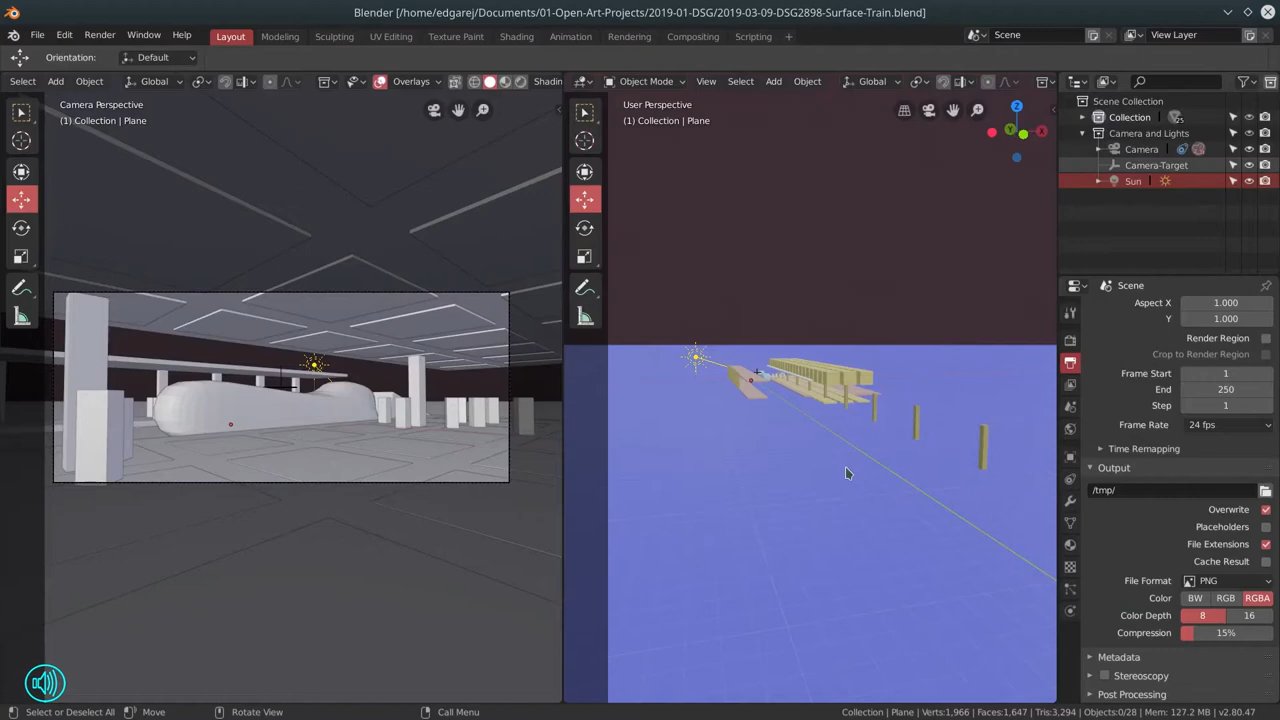 Blender [/home/edgarej/Documents/01-Open-Art-Projects/2019-01-DSG/2019-03-09-DSG2898-Surface-Train.blend]
File Edit Render Window Help Layout Modeling Sculpting UV Editing Texture Paint Shading Animation Rendering Compositing Scripting + Scene View Layer
Orientation: Default
Select Add Object Global Overlays Shadin
Object Mode View Select Add Object Global
Camera Perspective
(1) Collection | Plane
User Perspective
(1) Collection | Plane
Z
Y
X
Scene Collection
Collection 25
Camera and Lights
Camera
Camera-Target
Sun
Scene
Aspect X 1.000
Y 1.000
Render Region
Crop to Render Region
Frame Start 1
End 250
Step 1
Frame Rate 24 fps
Time Remapping
Output
/tmp/
Overwrite
Placeholders
File Extensions
Cache Result
File Format PNG
Color BW RGB RGBA
Color Depth 8 16
Compression 15%
Metadata
Stereoscopy
Post Processing
Select or Deselect All Move Rotate View Call Menu Collection | Plane | Verts:1,966 | Faces:1,647 | Tris:3,294 | Objects:0/28 | Mem: 127.2 MB | v2.80.47